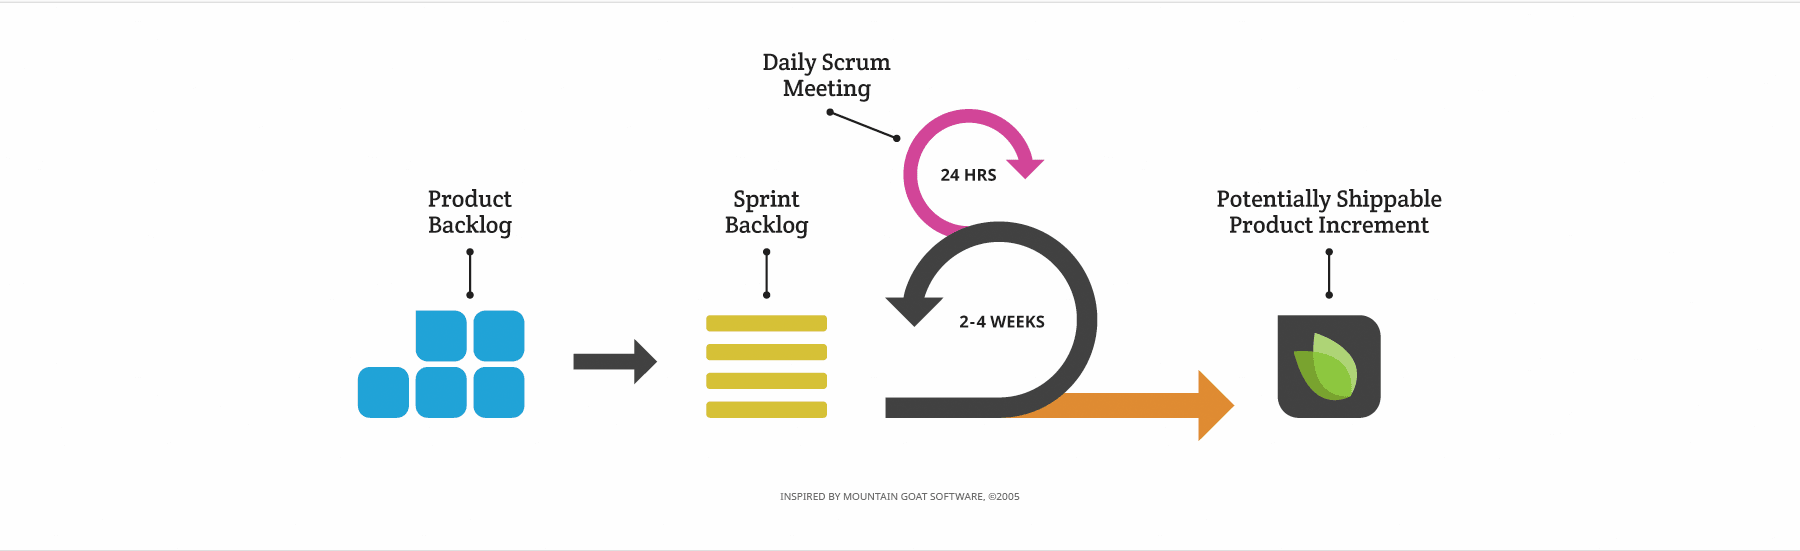 Daily Scrum
Meeting
24 HRS
Product
Backlog
Sprint
Backlog
Potentially Shippable
Product Increment
2-4 WEEKS
INSPIRED BY MOUNTAIN GOAT SOFTWARE, ©2005